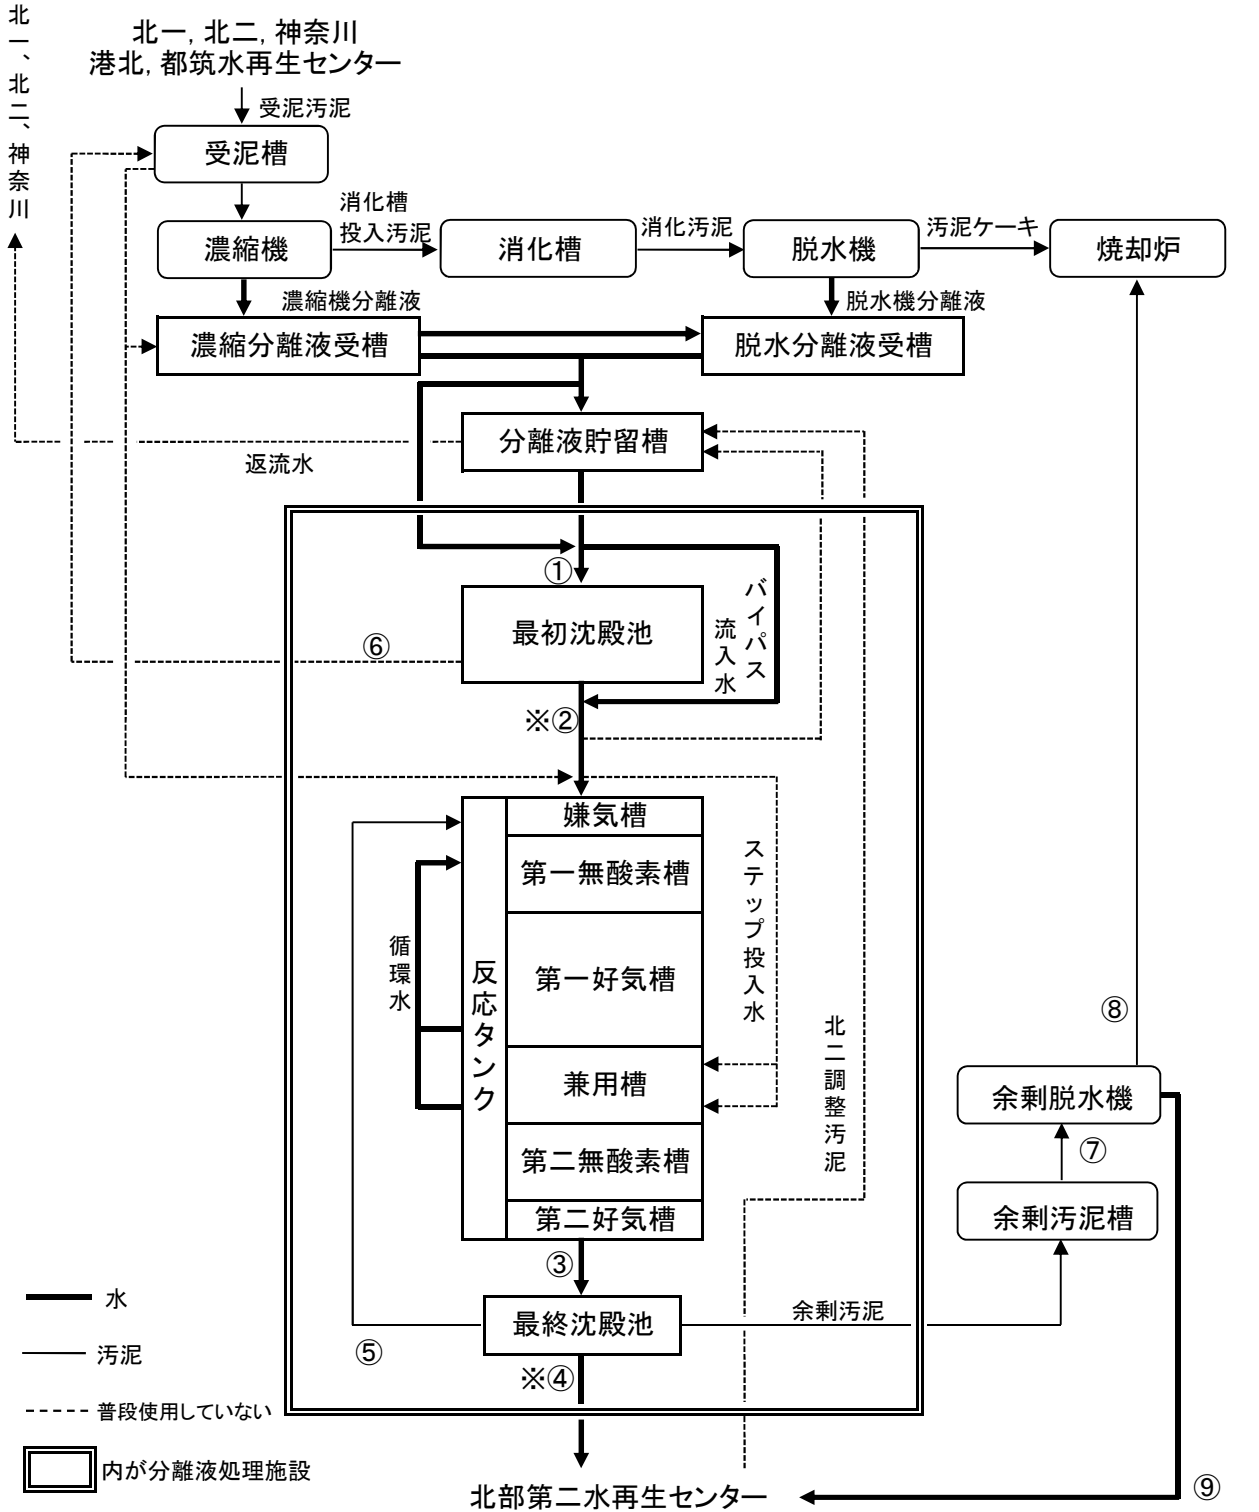 北一、北二、神奈川
北一, 北二, 神奈川
港北, 都筑水再生センター
受泥汚泥
受泥槽
消化槽
投入汚泥
濃縮機
消化槽
消化汚泥
脱水機
汚泥ケーキ
焼却炉
濃縮機分離液
脱水機分離液
濃縮分離液受槽
脱水分離液受槽
分離液貯留槽
返流水
①
最初沈殿池
バイパス
流入水
⑥
※②
嫌気槽
第一無酸素槽
第一好気槽
兼用槽
第二無酸素槽
第二好気槽
反応タンク
循環水
ステップ投入水
北二調整汚泥
⑧
余剰脱水機
⑦
余剰汚泥槽
③
最終沈殿池
余剰汚泥
⑤
※④
水
汚泥
普段使用していない
内が分離液処理施設
北部第二水再生センター
⑨